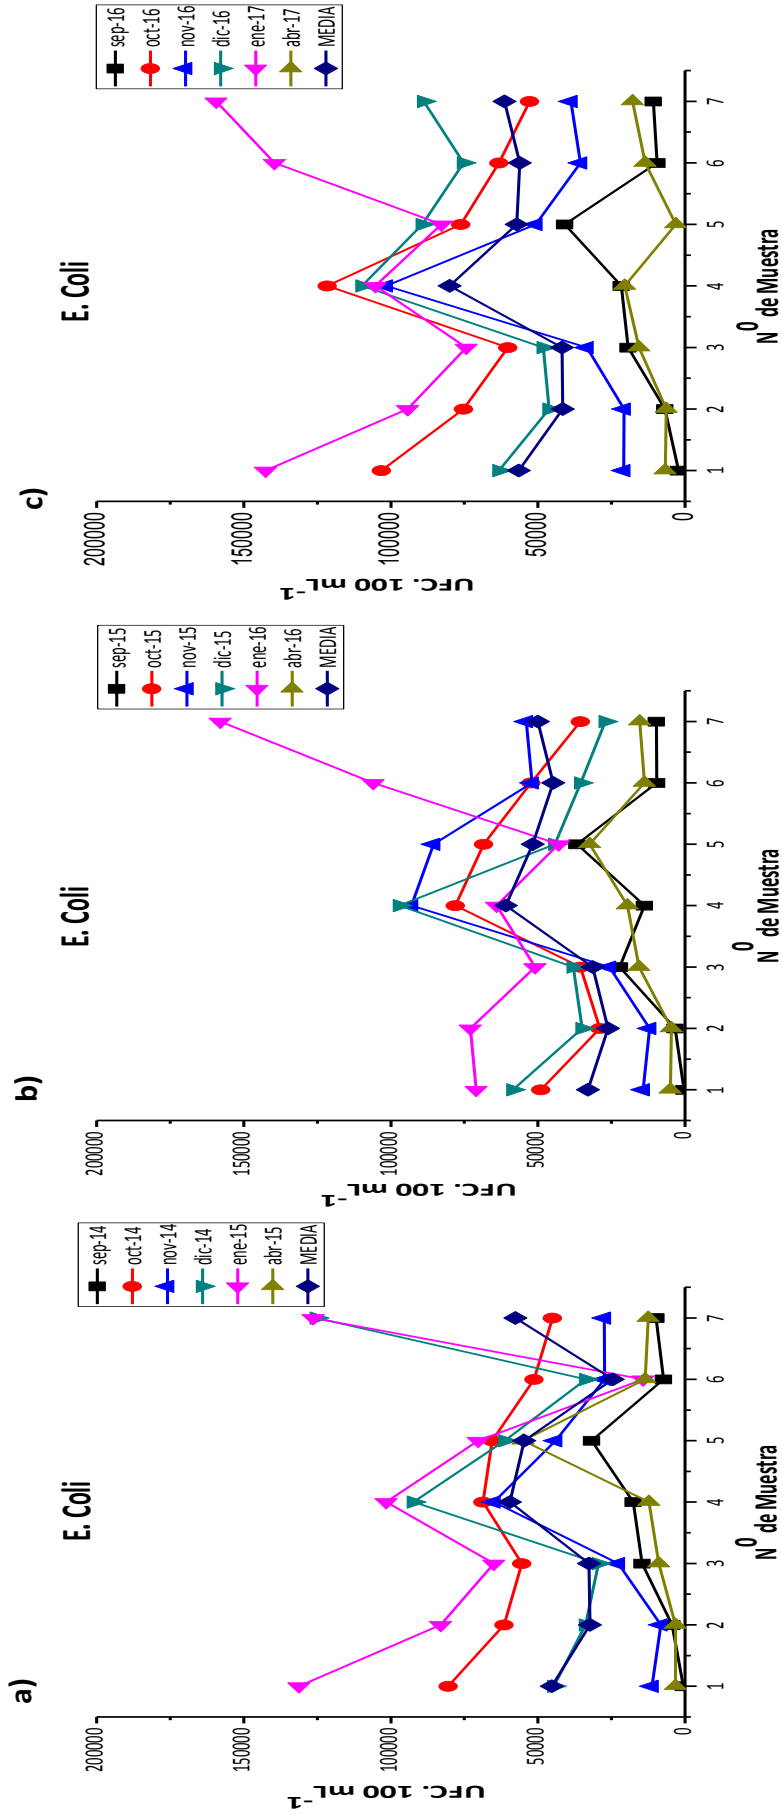 a)
E. Coli
200000
150000
100000
50000
0
UFC. 100 mL⁻¹
1 2 3 4 5 6 7
N⁰ de Muestra
sep-14
oct-14
nov-14
dic-14
ene-15
abr-15
MEDIA
b)
E. Coli
200000
150000
100000
50000
0
UFC. 100 mL⁻¹
1 2 3 4 5 6 7
N⁰ de Muestra
sep-15
oct-15
nov-15
dic-15
ene-16
abr-16
MEDIA
c)
E. Coli
200000
150000
100000
50000
0
UFC. 100 mL⁻¹
1 2 3 4 5 6 7
N⁰ de Muestra
sep-16
oct-16
nov-16
dic-16
ene-17
abr-17
MEDIA